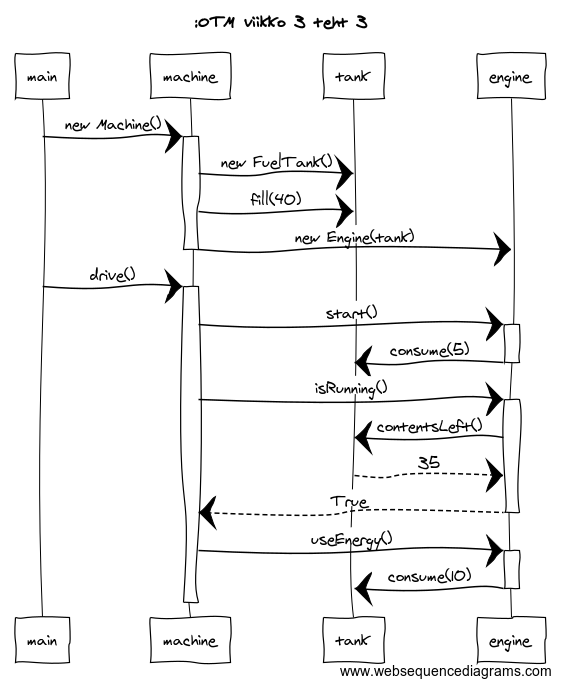 :OTM viikko 3 teht 3
main machine tank engine
new Machine()
new FuelTank()
fill(40)
new Engine(tank)
drive()
start()
consume(5)
isRunning()
contentsLeft()
35
True
useEnergy()
consume(10)
main machine tank engine
www.websequencediagrams.com